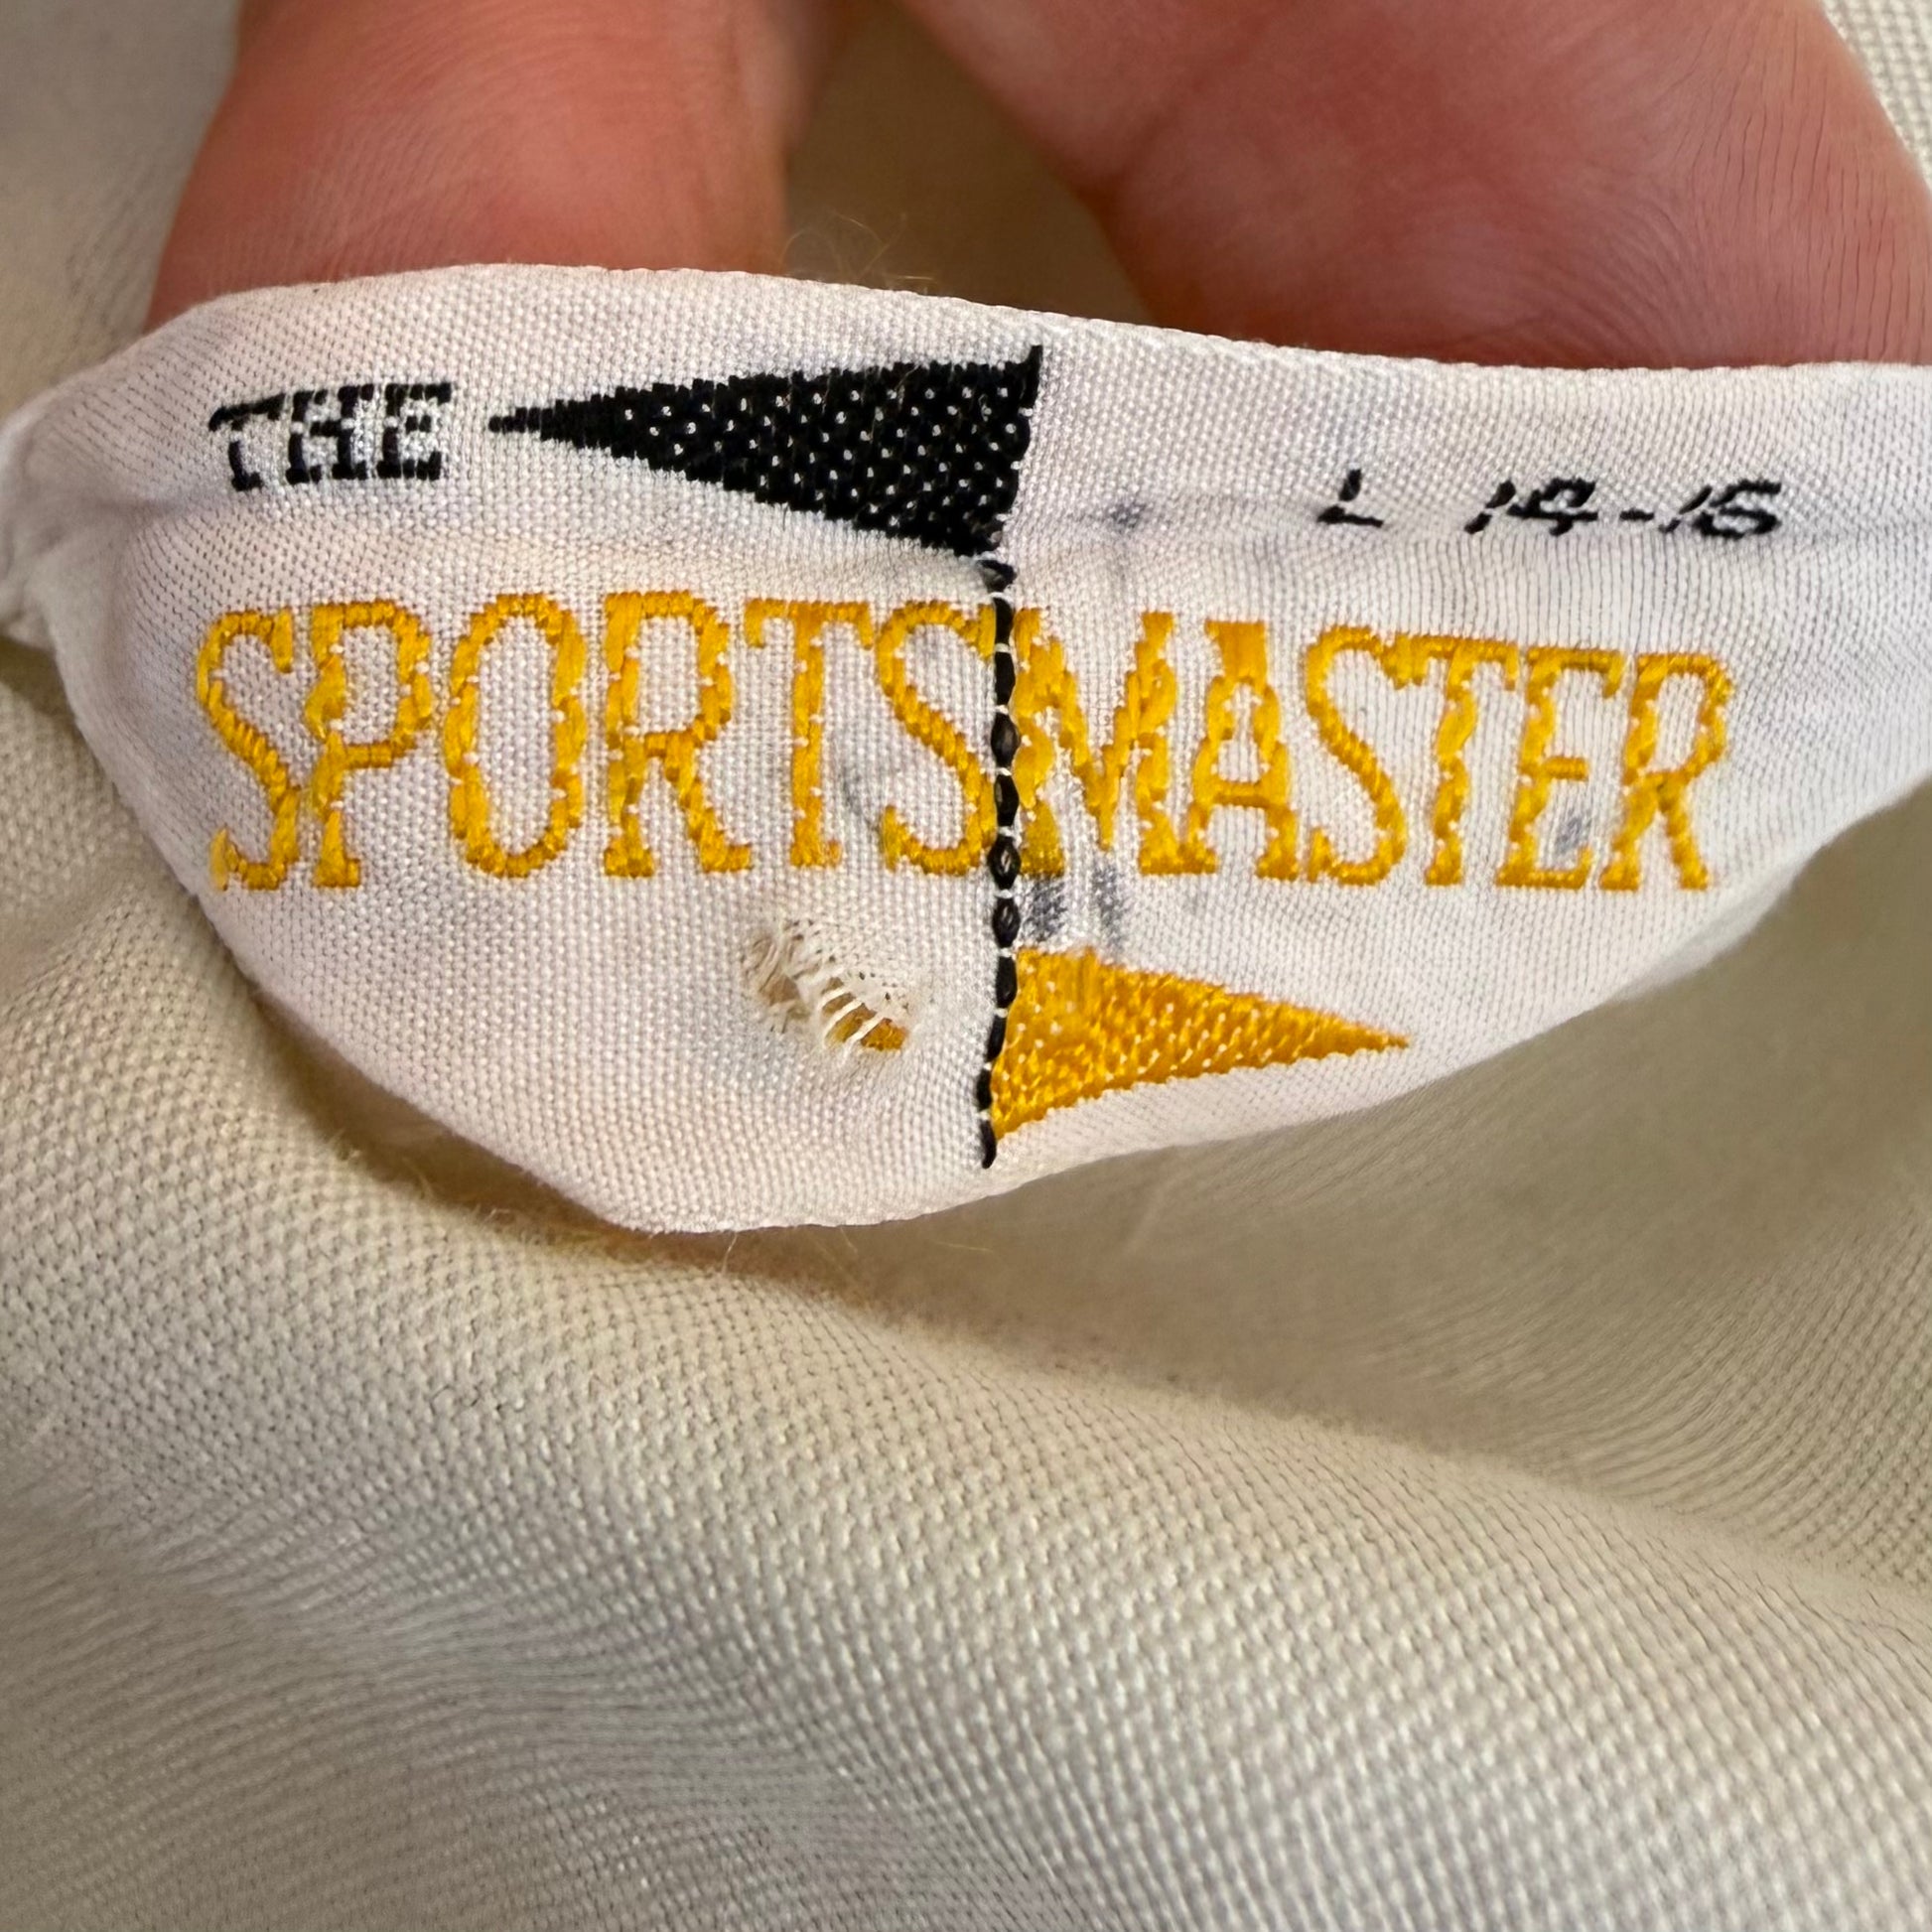 THE
L 14-16
SPORTSMASTER